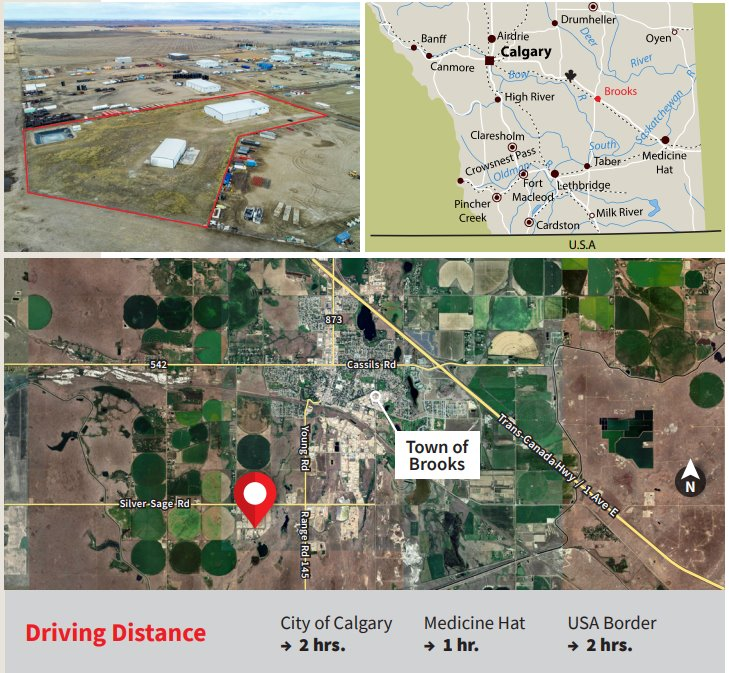 Drumheller
Banff
Airdrie
Calgary
Deer
Oyen
Canmore
Bow
River
High River
R
Brooks
Saskatchewan
R
Claresholm
South
Crowsnest Pass
Oldman
R
Taber
Medicine
Hat
Fort
Macleod
Lethbridge
Pincher
Creek
Milk River
Cardston
U.S.A
873
542
Cassils Rd
Young Rd
Town of
Brooks
Trans-Canada Hwy / 1 Ave E
N
Silver Sage Rd
Range Rd 145
Driving Distance
City of Calgary
→ 2 hrs.
Medicine Hat
→ 1 hr.
USA Border
→ 2 hrs.